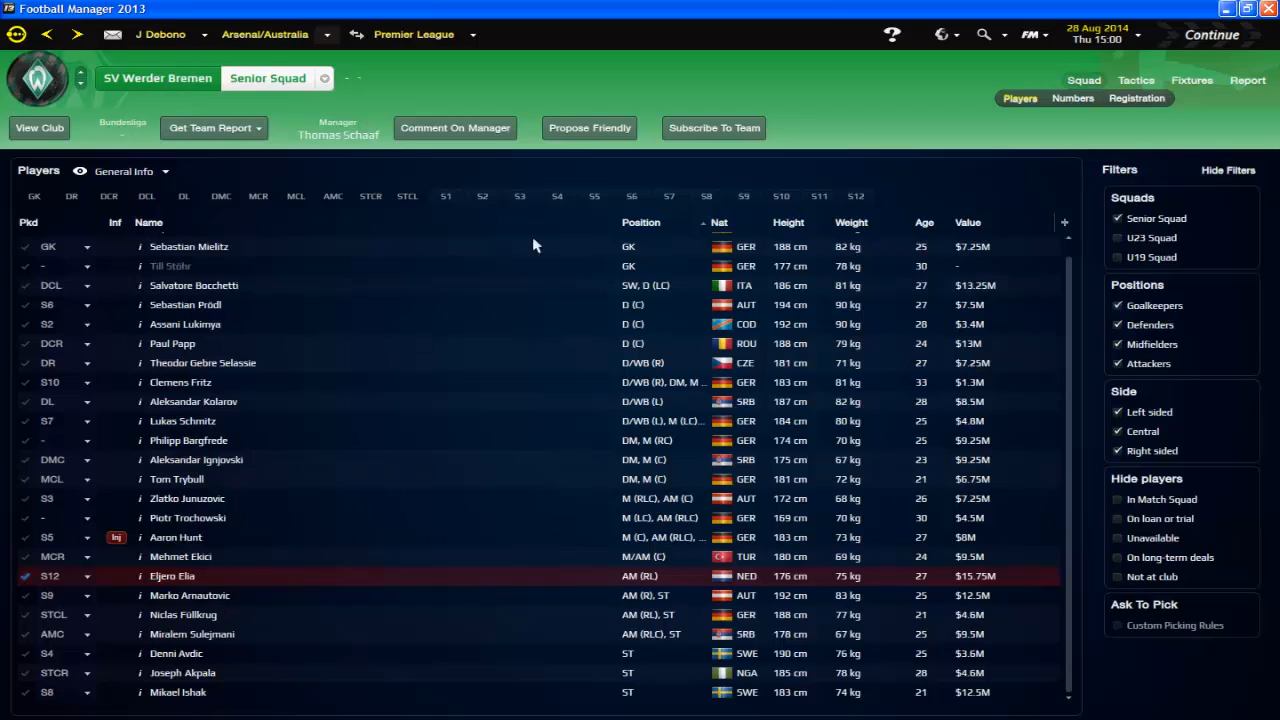 Football Manager 2013
J Debono Arsenal/Australia Premier League FM 28 Aug 2014 Thu 15:00 Continue
SV Werder Bremen Senior Squad - - Squad Tactics Fixtures Report
Players Numbers Registration
View Club Bundesliga - Get Team Report Manager Thomas Schaaf Comment On Manager Propose Friendly Subscribe To Team
Players General Info
GK DR DCR DCL DL DMC MCR MCL AMC STCR STCL S1 S2 S3 S4 S5 S6 S7 S8 S9 S10 S11 S12
Pkd Inf Name Position Nat Height Weight Age Value
GK i Sebastian Mielitz GK GER 188 cm 82 kg 25 $7.25M
- i Till Stöhr GK GER 177 cm 78 kg 30 -
DCL i Salvatore Bocchetti SW, D (LC) ITA 186 cm 81 kg 27 $13.25M
S6 i Sebastian Prödl D (C) AUT 194 cm 90 kg 27 $7.5M
S2 i Assani Lukimya D (C) COD 192 cm 90 kg 28 $3.4M
DCR i Paul Papp D (C) ROU 188 cm 79 kg 24 $13M
DR i Theodor Gebre Selassie D/WB (R) CZE 181 cm 71 kg 27 $7.25M
S10 i Clemens Fritz D/WB (R), DM, M ... GER 183 cm 81 kg 33 $1.3M
DL i Aleksandar Kolarov D/WB (L) SRB 187 cm 82 kg 28 $8.5M
S7 i Lukas Schmitz D/WB (L), M (LC)... GER 184 cm 80 kg 25 $4.8M
- i Philipp Bargfrede DM, M (RC) GER 174 cm 70 kg 25 $9.25M
DMC i Aleksandar Ignjovski DM, M (C) SRB 175 cm 67 kg 23 $9.25M
MCL i Tom Trybull DM, M (C) GER 181 cm 72 kg 21 $6.75M
S3 i Zlatko Junuzovic M (RLC), AM (C) AUT 172 cm 68 kg 26 $7.25M
- i Piotr Trochowski M (LC), AM (RLC) GER 169 cm 70 kg 30 $4.5M
S5 Inj i Aaron Hunt M (C), AM (RLC), ... GER 183 cm 73 kg 27 $8M
MCR i Mehmet Ekici M/AM (C) TUR 180 cm 69 kg 24 $9.5M
S12 i Eljero Elia AM (RL) NED 176 cm 75 kg 27 $15.75M
S9 i Marko Arnautovic AM (R), ST AUT 192 cm 83 kg 25 $12.5M
STCL i Niclas Füllkrug AM (RL), ST GER 188 cm 77 kg 21 $4.6M
AMC i Miralem Sulejmani AM (RLC), ST SRB 178 cm 67 kg 25 $9.5M
S4 i Denni Avdic ST SWE 190 cm 76 kg 25 $3.6M
STCR i Joseph Akpala ST NGA 185 cm 78 kg 28 $4.6M
S8 i Mikael Ishak ST SWE 183 cm 74 kg 21 $12.5M
Filters Hide Filters
Squads
Senior Squad
U23 Squad
U19 Squad
Positions
Goalkeepers
Defenders
Midfielders
Attackers
Side
Left sided
Central
Right sided
Hide players
In Match Squad
On loan or trial
Unavailable
On long-term deals
Not at club
Ask To Pick
Custom Picking Rules